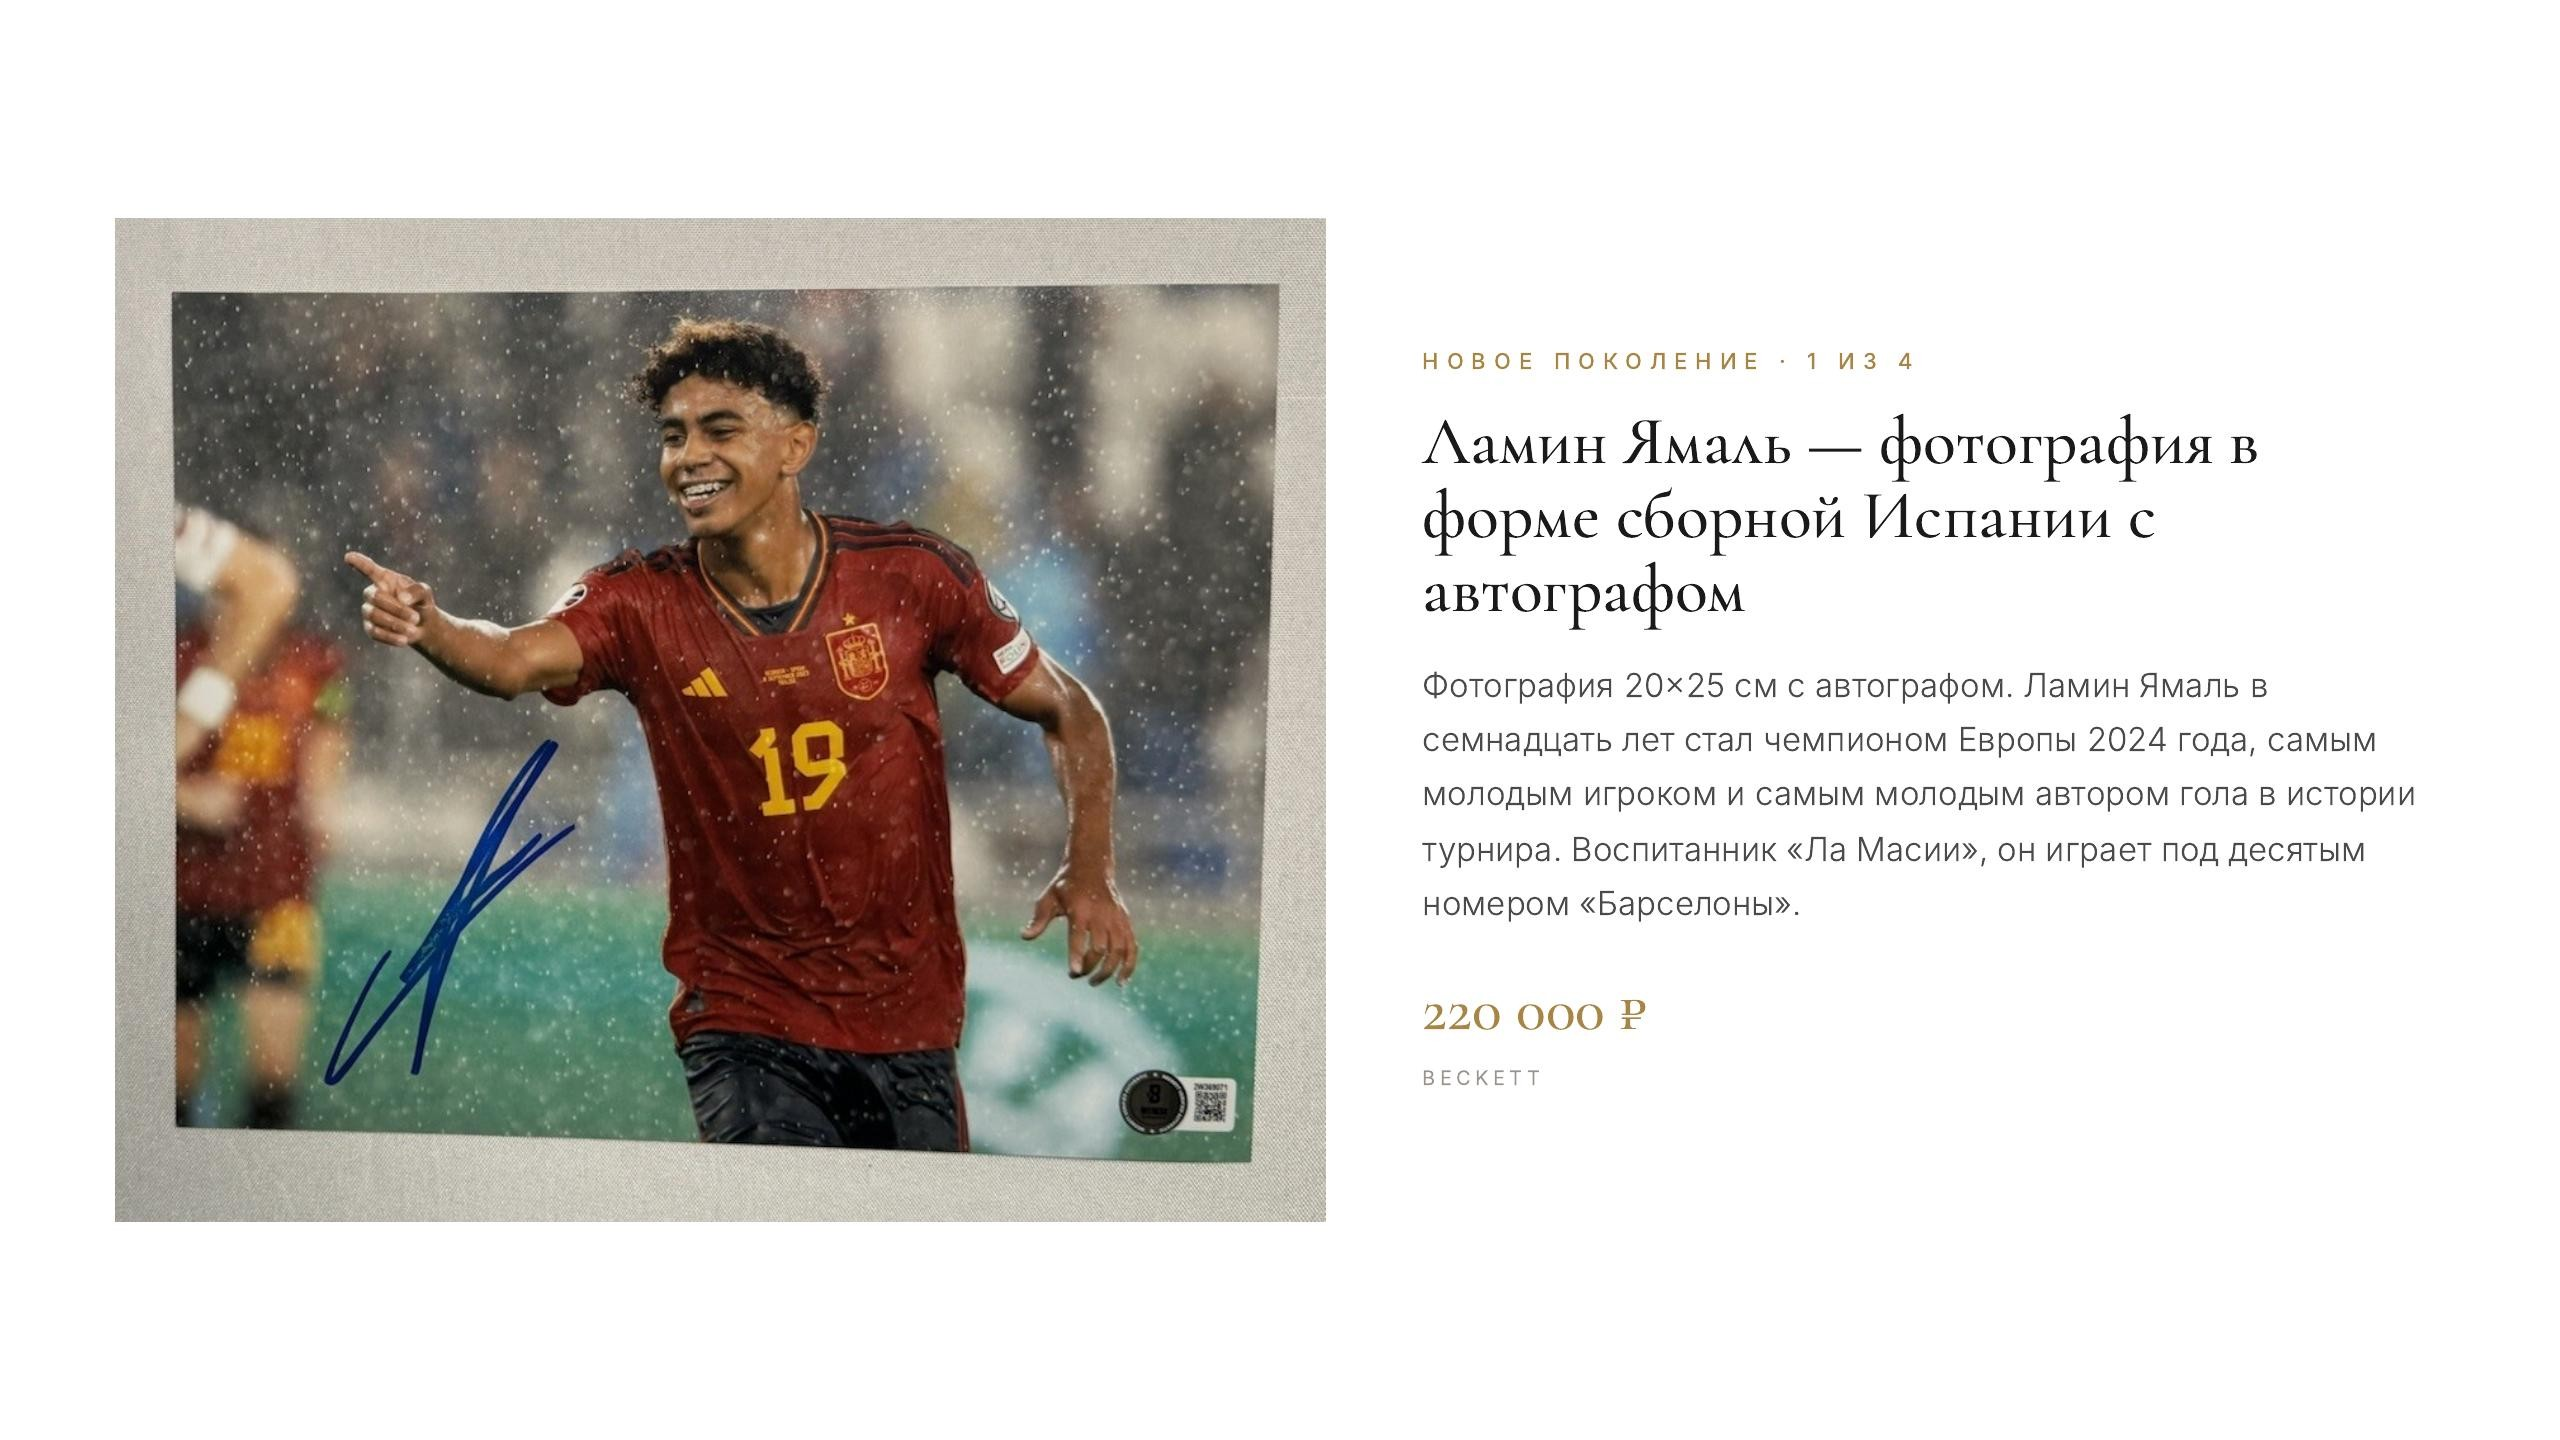 НОВОЕ ПОКОЛЕНИЕ · 1 ИЗ 4
Ламин Ямаль — фотография в
форме сборной Испании с
автографом
Фотография 20×25 см с автографом. Ламин Ямаль в
семнадцать лет стал чемпионом Европы 2024 года, самым
молодым игроком и самым молодым автором гола в истории
турнира. Воспитанник «Ла Масии», он играет под десятым
номером «Барселоны».
220 000 ₽
BECKETT
19